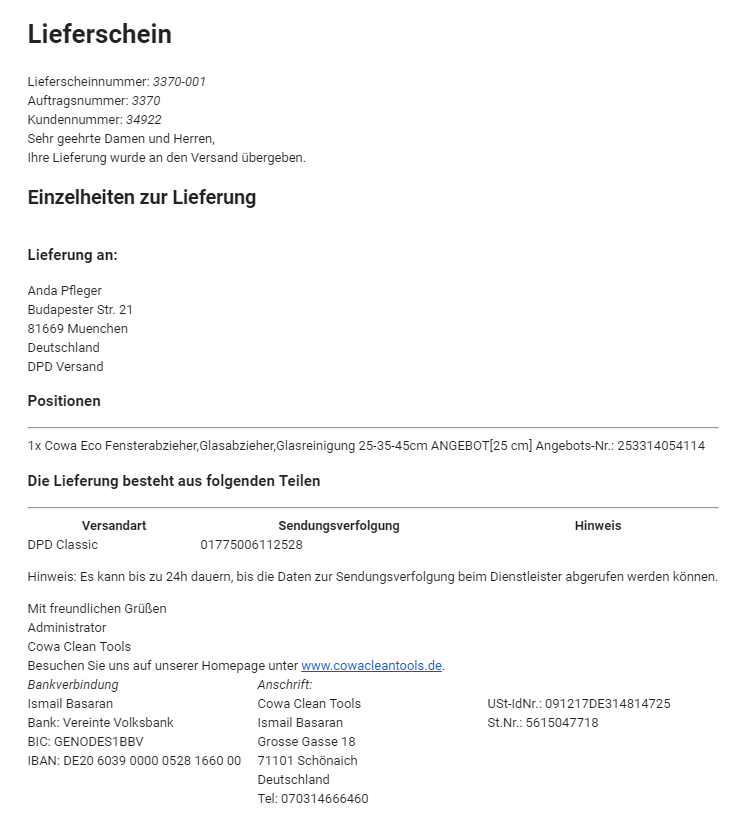 Lieferschein
Lieferscheinnummer: 3370-001
Auftragsnummer: 3370
Kundennummer: 34922
Sehr geehrte Damen und Herren,
Ihre Lieferung wurde an den Versand übergeben.
Einzelheiten zur Lieferung
Lieferung an:
Anda Pfleger
Budapester Str. 21
81669 Muenchen
Deutschland
DPD Versand
Positionen
1x Cowa Eco Fensterabzieher,Glasabzieher,Glasreinigung 25-35-45cm ANGEBOT[25 cm] Angebots-Nr.: 253314054114
Die Lieferung besteht aus folgenden Teilen
Versandart Sendungsverfolgung Hinweis
DPD Classic 01775006112528
Hinweis: Es kann bis zu 24h dauern, bis die Daten zur Sendungsverfolgung beim Dienstleister abgerufen werden können.
Mit freundlichen Grüßen
Administrator
Cowa Clean Tools
Besuchen Sie uns auf unserer Homepage unter www.cowacleantools.de.
Bankverbindung Anschrift:
Ismail Basaran Cowa Clean Tools USt-IdNr.: 091217DE314814725
Bank: Vereinte Volksbank Ismail Basaran St.Nr.: 5615047718
BIC: GENODES1BBV Grosse Gasse 18
IBAN: DE20 6039 0000 0528 1660 00 71101 Schönaich
Deutschland
Tel: 070314666460